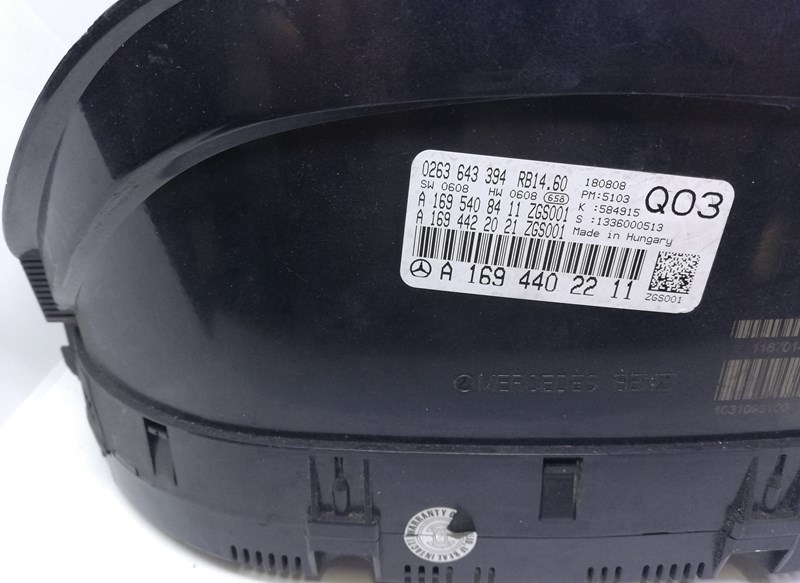 0263 643 394 RB14.60
SW 0608 HW 0608 658
A 169 540 84 11 ZGS001
A 169 442 20 21 ZGS001
180808
PM:5103
K :584915
S :1336000513
Made in Hungary
Q03
A 169 440 22 11
ZGS001
MERCEDES BENZ
WARRANTY